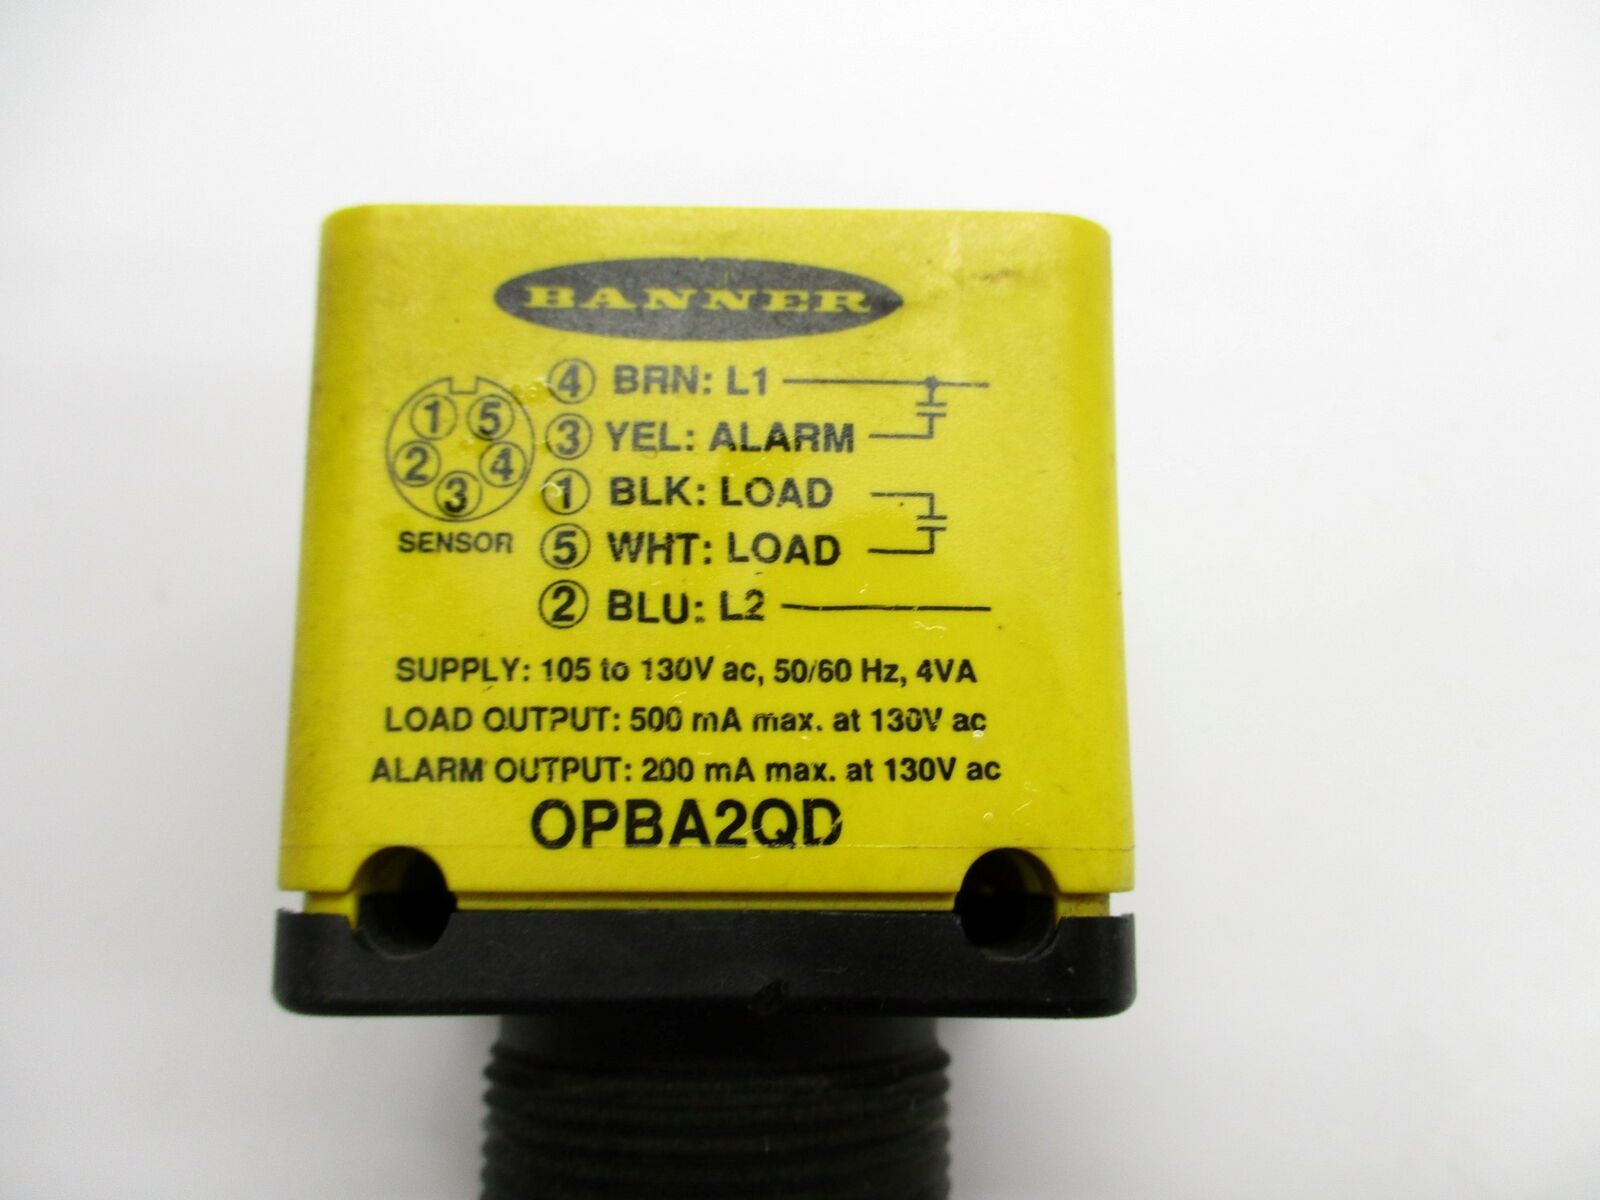 BANNER
④ BRN: L1
③ YEL: ALARM
① BLK: LOAD
⑤ WHT: LOAD
② BLU: L2
① ⑤
② ④
③
SENSOR
SUPPLY: 105 to 130V ac, 50/60 Hz, 4VA
LOAD OUTPUT: 500 mA max. at 130V ac
ALARM OUTPUT: 200 mA max. at 130V ac
OPBA2QD